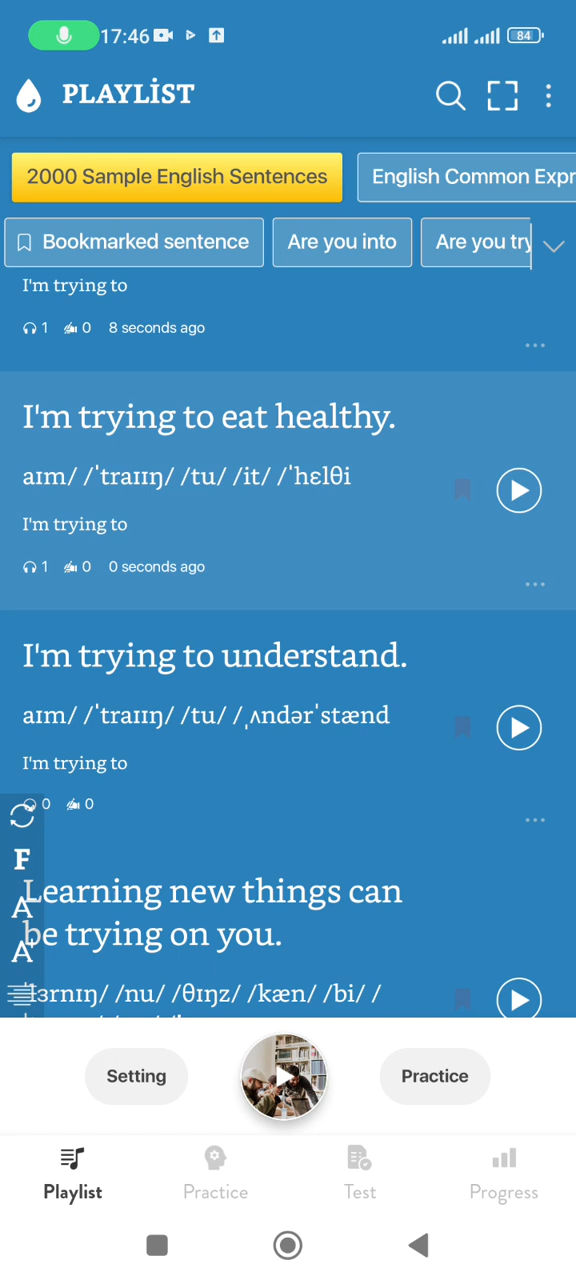 17:46
84
PLAYLİST
2000 Sample English Sentences
English Common Expr
Bookmarked sentence
Are you into
Are you try
I'm trying to
1 0 8 seconds ago
I'm trying to eat healthy.
aɪm/ /ˈtraɪɪŋ/ /tu/ /it/ /ˈhɛlθi
I'm trying to
1 0 0 seconds ago
I'm trying to understand.
aɪm/ /ˈtraɪɪŋ/ /tu/ /ˌʌndərˈstænd
I'm trying to
0 0
F
Learning new things can
A
be trying on you.
A
ˈlɜrnɪŋ/ /nu/ /θɪŋz/ /kæn/ /bi/ /
Setting
Practice
Playlist
Practice
Test
Progress